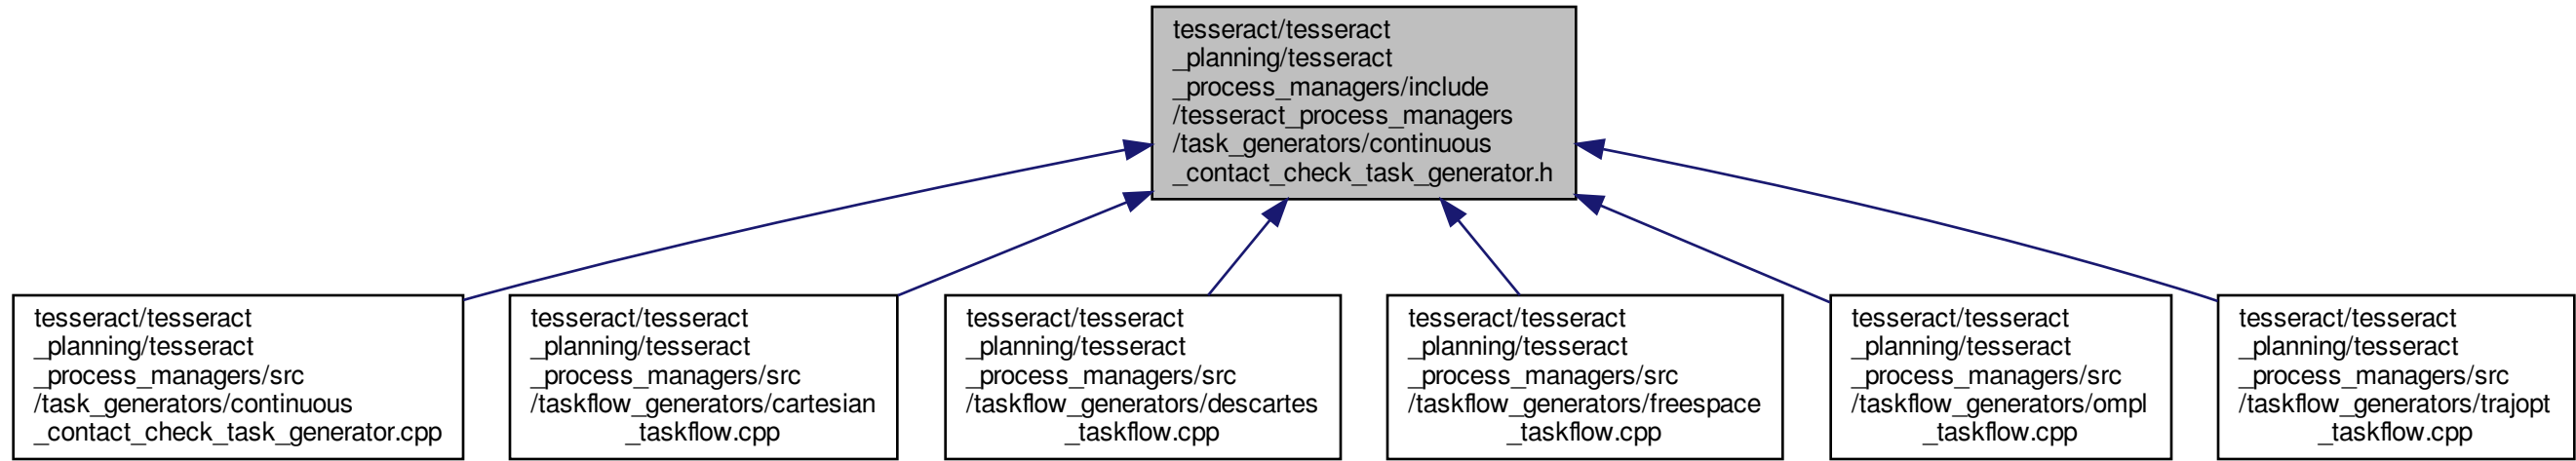 tesseract/tesseract
_planning/tesseract
_process_managers/include
/tesseract_process_managers
/task_generators/continuous
_contact_check_task_generator.h
tesseract/tesseract
_planning/tesseract
_process_managers/src
/task_generators/continuous
_contact_check_task_generator.cpp
tesseract/tesseract
_planning/tesseract
_process_managers/src
/taskflow_generators/cartesian
_taskflow.cpp
tesseract/tesseract
_planning/tesseract
_process_managers/src
/taskflow_generators/descartes
_taskflow.cpp
tesseract/tesseract
_planning/tesseract
_process_managers/src
/taskflow_generators/freespace
_taskflow.cpp
tesseract/tesseract
_planning/tesseract
_process_managers/src
/taskflow_generators/ompl
_taskflow.cpp
tesseract/tesseract
_planning/tesseract
_process_managers/src
/taskflow_generators/trajopt
_taskflow.cpp